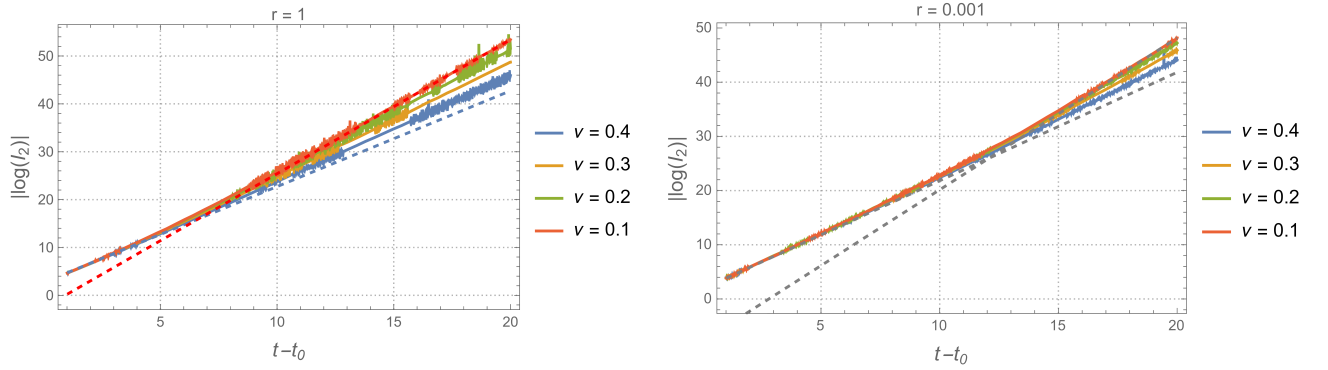 r = 1
|log(I₂)|
50
40
30
20
10
0
5
10
15
20
t−t₀
v = 0.4
v = 0.3
v = 0.2
v = 0.1
r = 0.001
|log(I₂)|
50
40
30
20
10
0
5
10
15
20
t−t₀
v = 0.4
v = 0.3
v = 0.2
v = 0.1